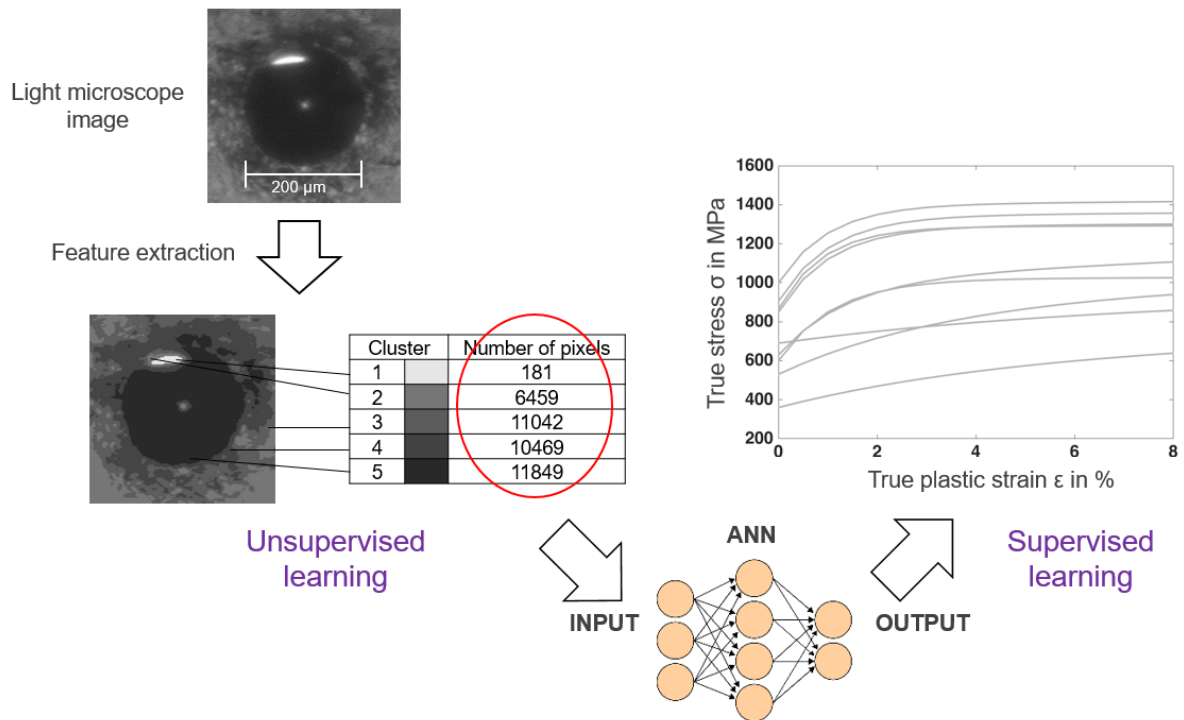 Light microscope
image
200 µm
Feature extraction
Cluster Number of pixels
1 181
2 6459
3 11042
4 10469
5 11849
Unsupervised
learning
INPUT
ANN
OUTPUT
Supervised
learning
True stress σ in MPa
1600
1400
1200
1000
800
600
400
200
0 2 4 6 8
True plastic strain ε in %